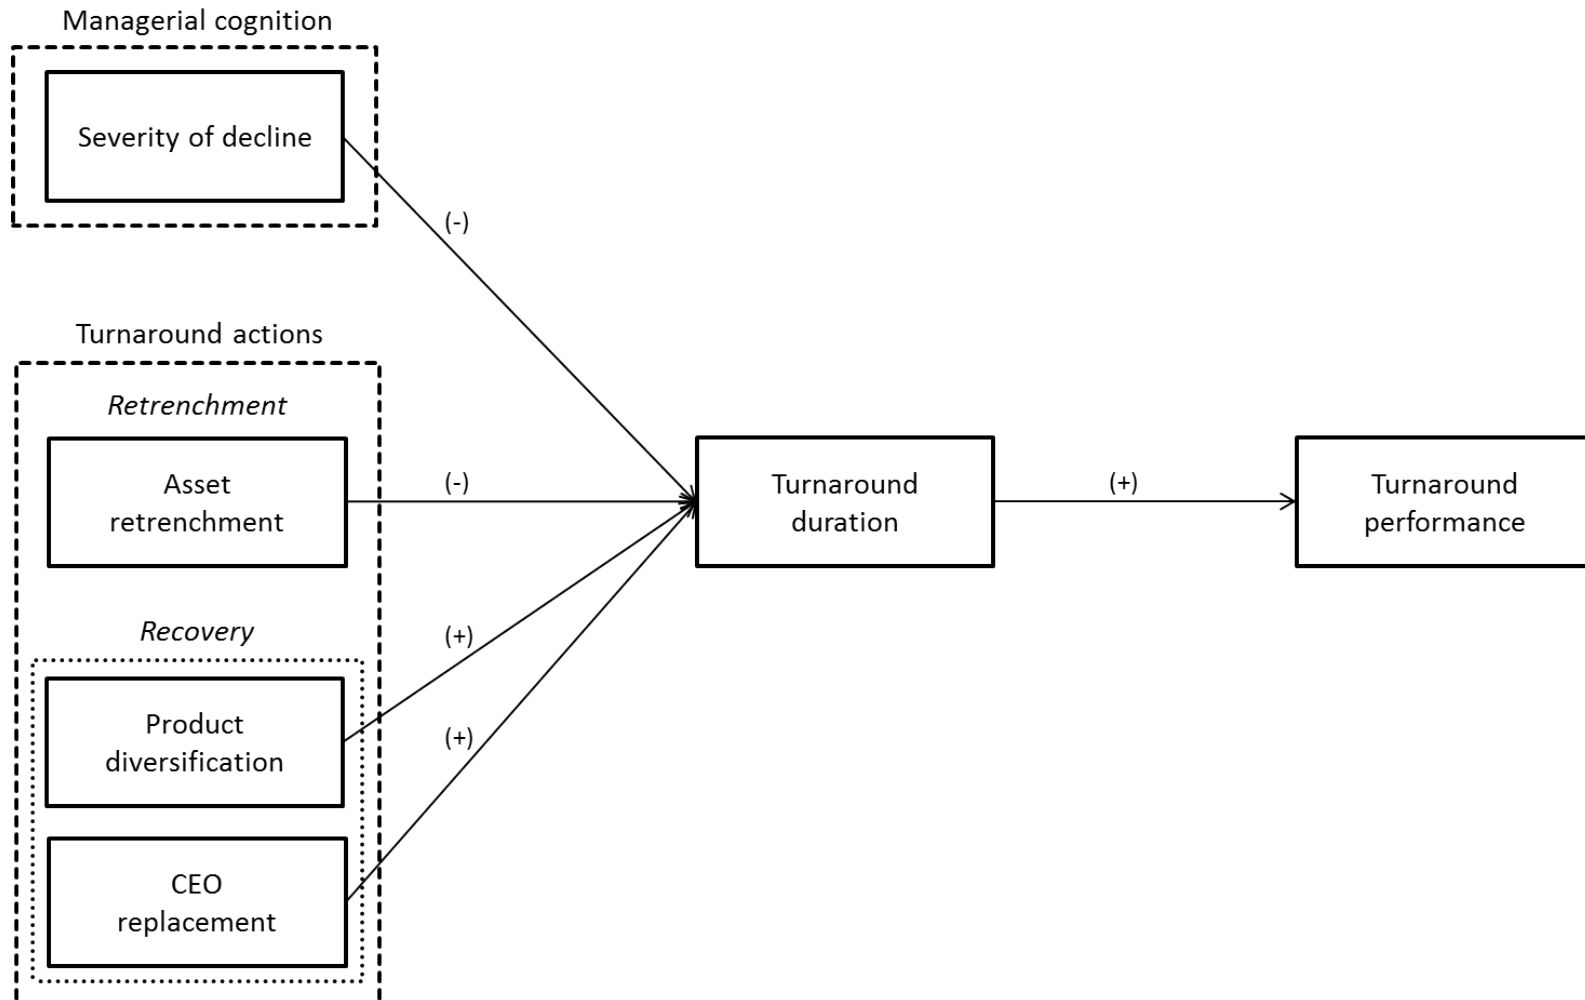 Managerial cognition
Severity of decline
(-)
Turnaround actions
Retrenchment
Asset
retrenchment
(-)
Turnaround
duration
(+)
Turnaround
performance
Recovery
(+)
Product
diversification
(+)
CEO
replacement